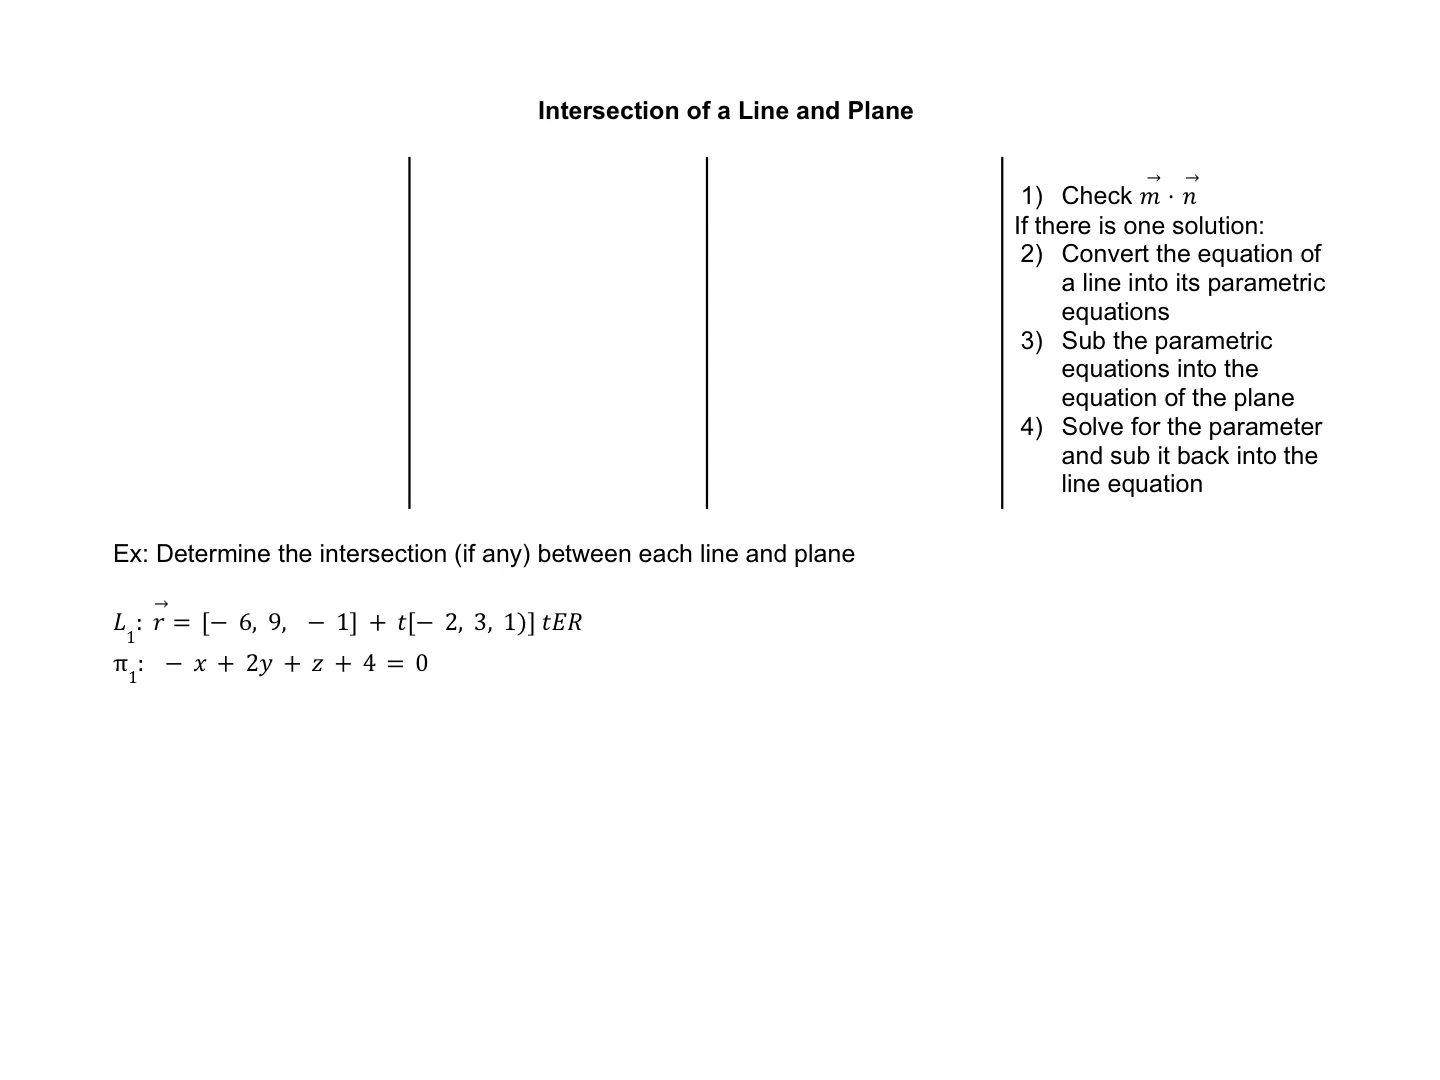 Intersection of a Line and Plane
1) Check m⃗ · n⃗
If there is one solution:
2) Convert the equation of
a line into its parametric
equations
3) Sub the parametric
equations into the
equation of the plane
4) Solve for the parameter
and sub it back into the
line equation
Ex: Determine the intersection (if any) between each line and plane
L₁: r⃗ = [− 6, 9, − 1] + t[− 2, 3, 1)] tER
π₁: − x + 2y + z + 4 = 0